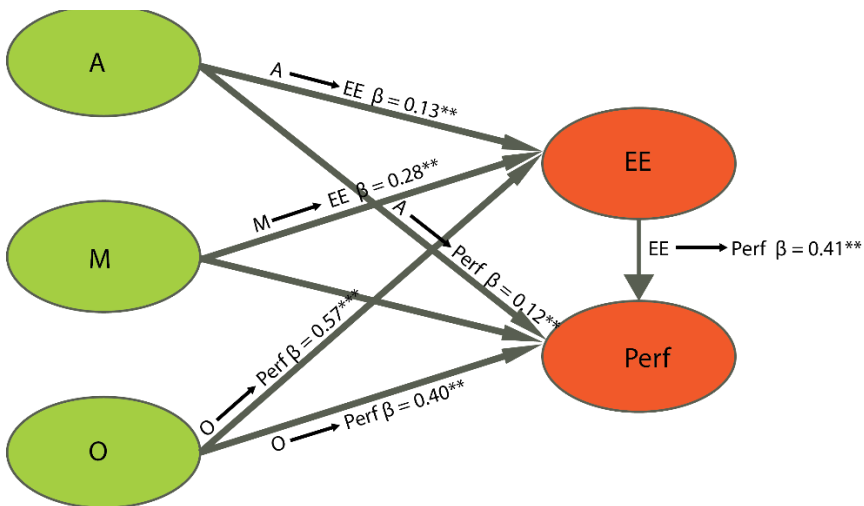 A
A → EE β = 0.13**
EE
M → EE β = 0.28**
A → Perf β = 0.12**
M
EE → Perf β = 0.41**
O → Perf β = 0.57***
Perf
O → Perf β = 0.40**
O